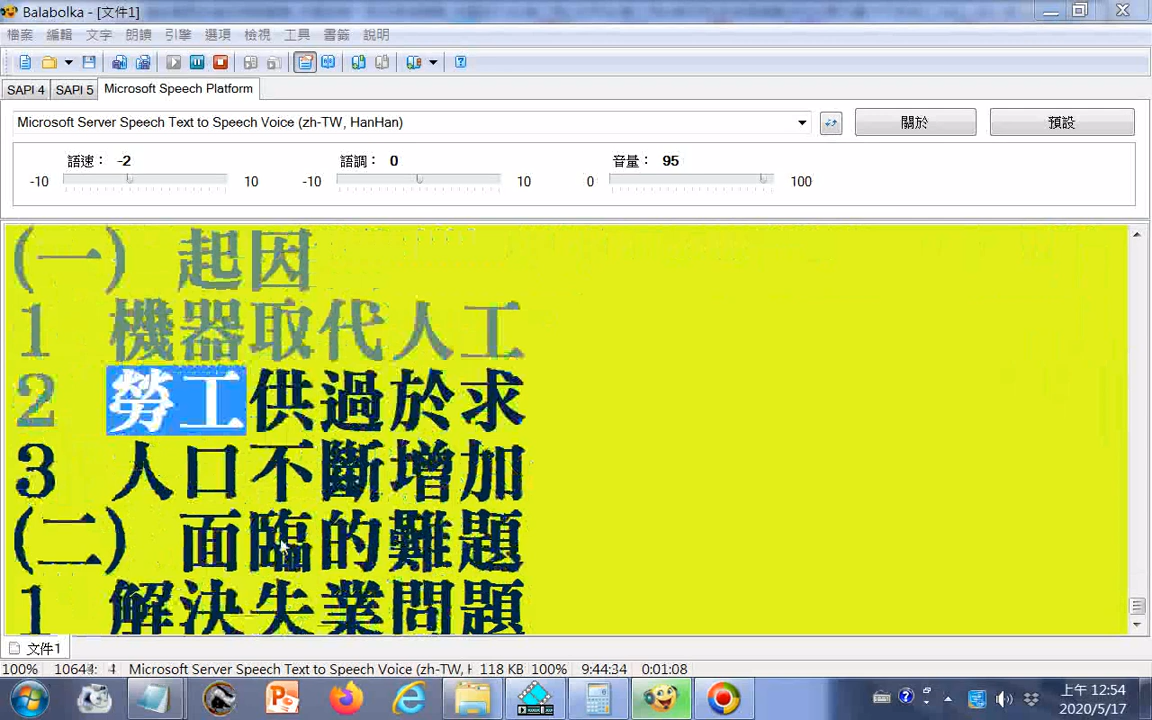 Balabolka - [文件1]
檔案 編輯 文字 朗讀 引擎 選項 檢視 工具 書籤 說明
SAPI 4 SAPI 5 Microsoft Speech Platform
Microsoft Server Speech Text to Speech Voice (zh-TW, HanHan) 關於 預設
語速： -2 語調： 0 音量： 95
-10 10 -10 10 0 100
(一) 起因
1 機器取代人工
2 勞工供過於求
3 人口不斷增加
(二) 面臨的難題
1 解決失業問題
文件1
100% 10644: 4 Microsoft Server Speech Text to Speech Voice (zh-TW, H 118 KB 100% 9:44:34 0:01:08
上午 12:54
2020/5/17